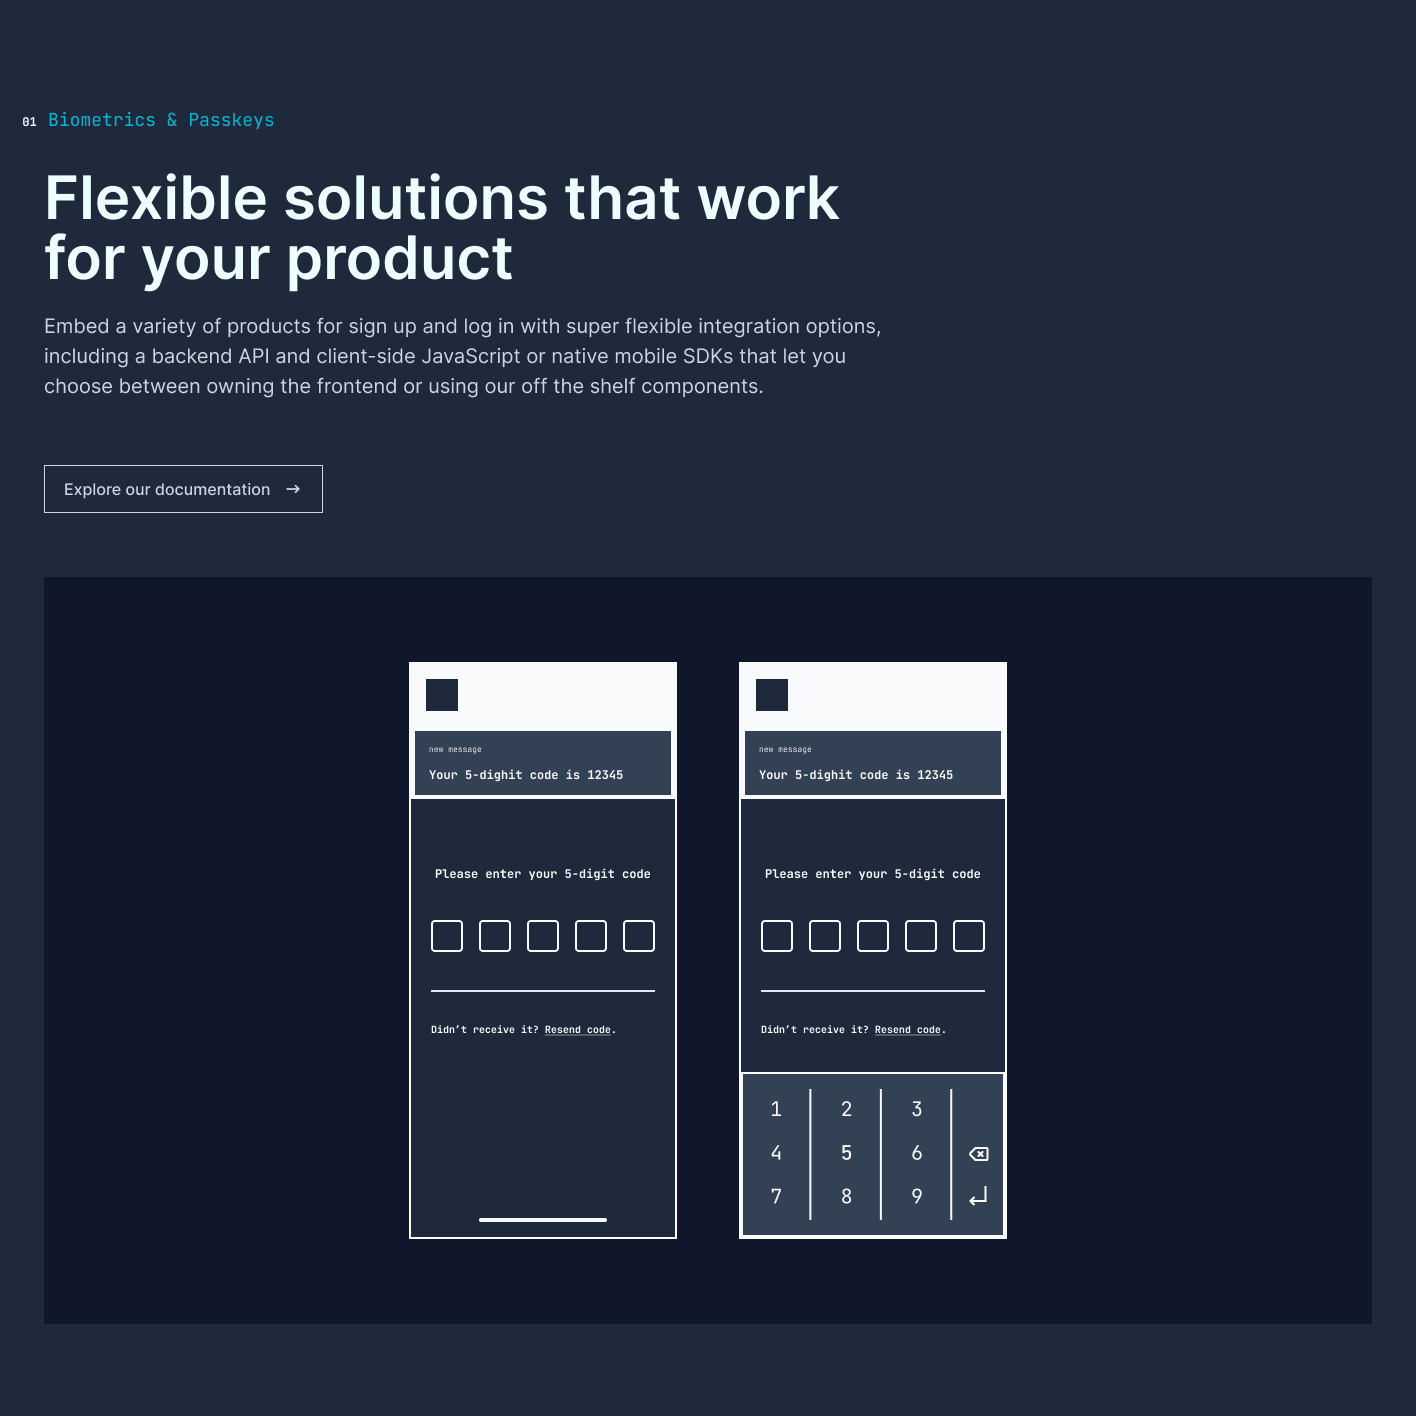 01 Biometrics & Passkeys
Flexible solutions that work
for your product
Embed a variety of products for sign up and log in with super flexible integration options,
including a backend API and client-side JavaScript or native mobile SDKs that let you
choose between owning the frontend or using our off the shelf components.
Explore our documentation →
new message
Your 5-dighit code is 12345
Please enter your 5-digit code
Didn’t receive it? Resend code.
new message
Your 5-dighit code is 12345
Please enter your 5-digit code
Didn’t receive it? Resend code.
1 2 3
4 5 6
7 8 9